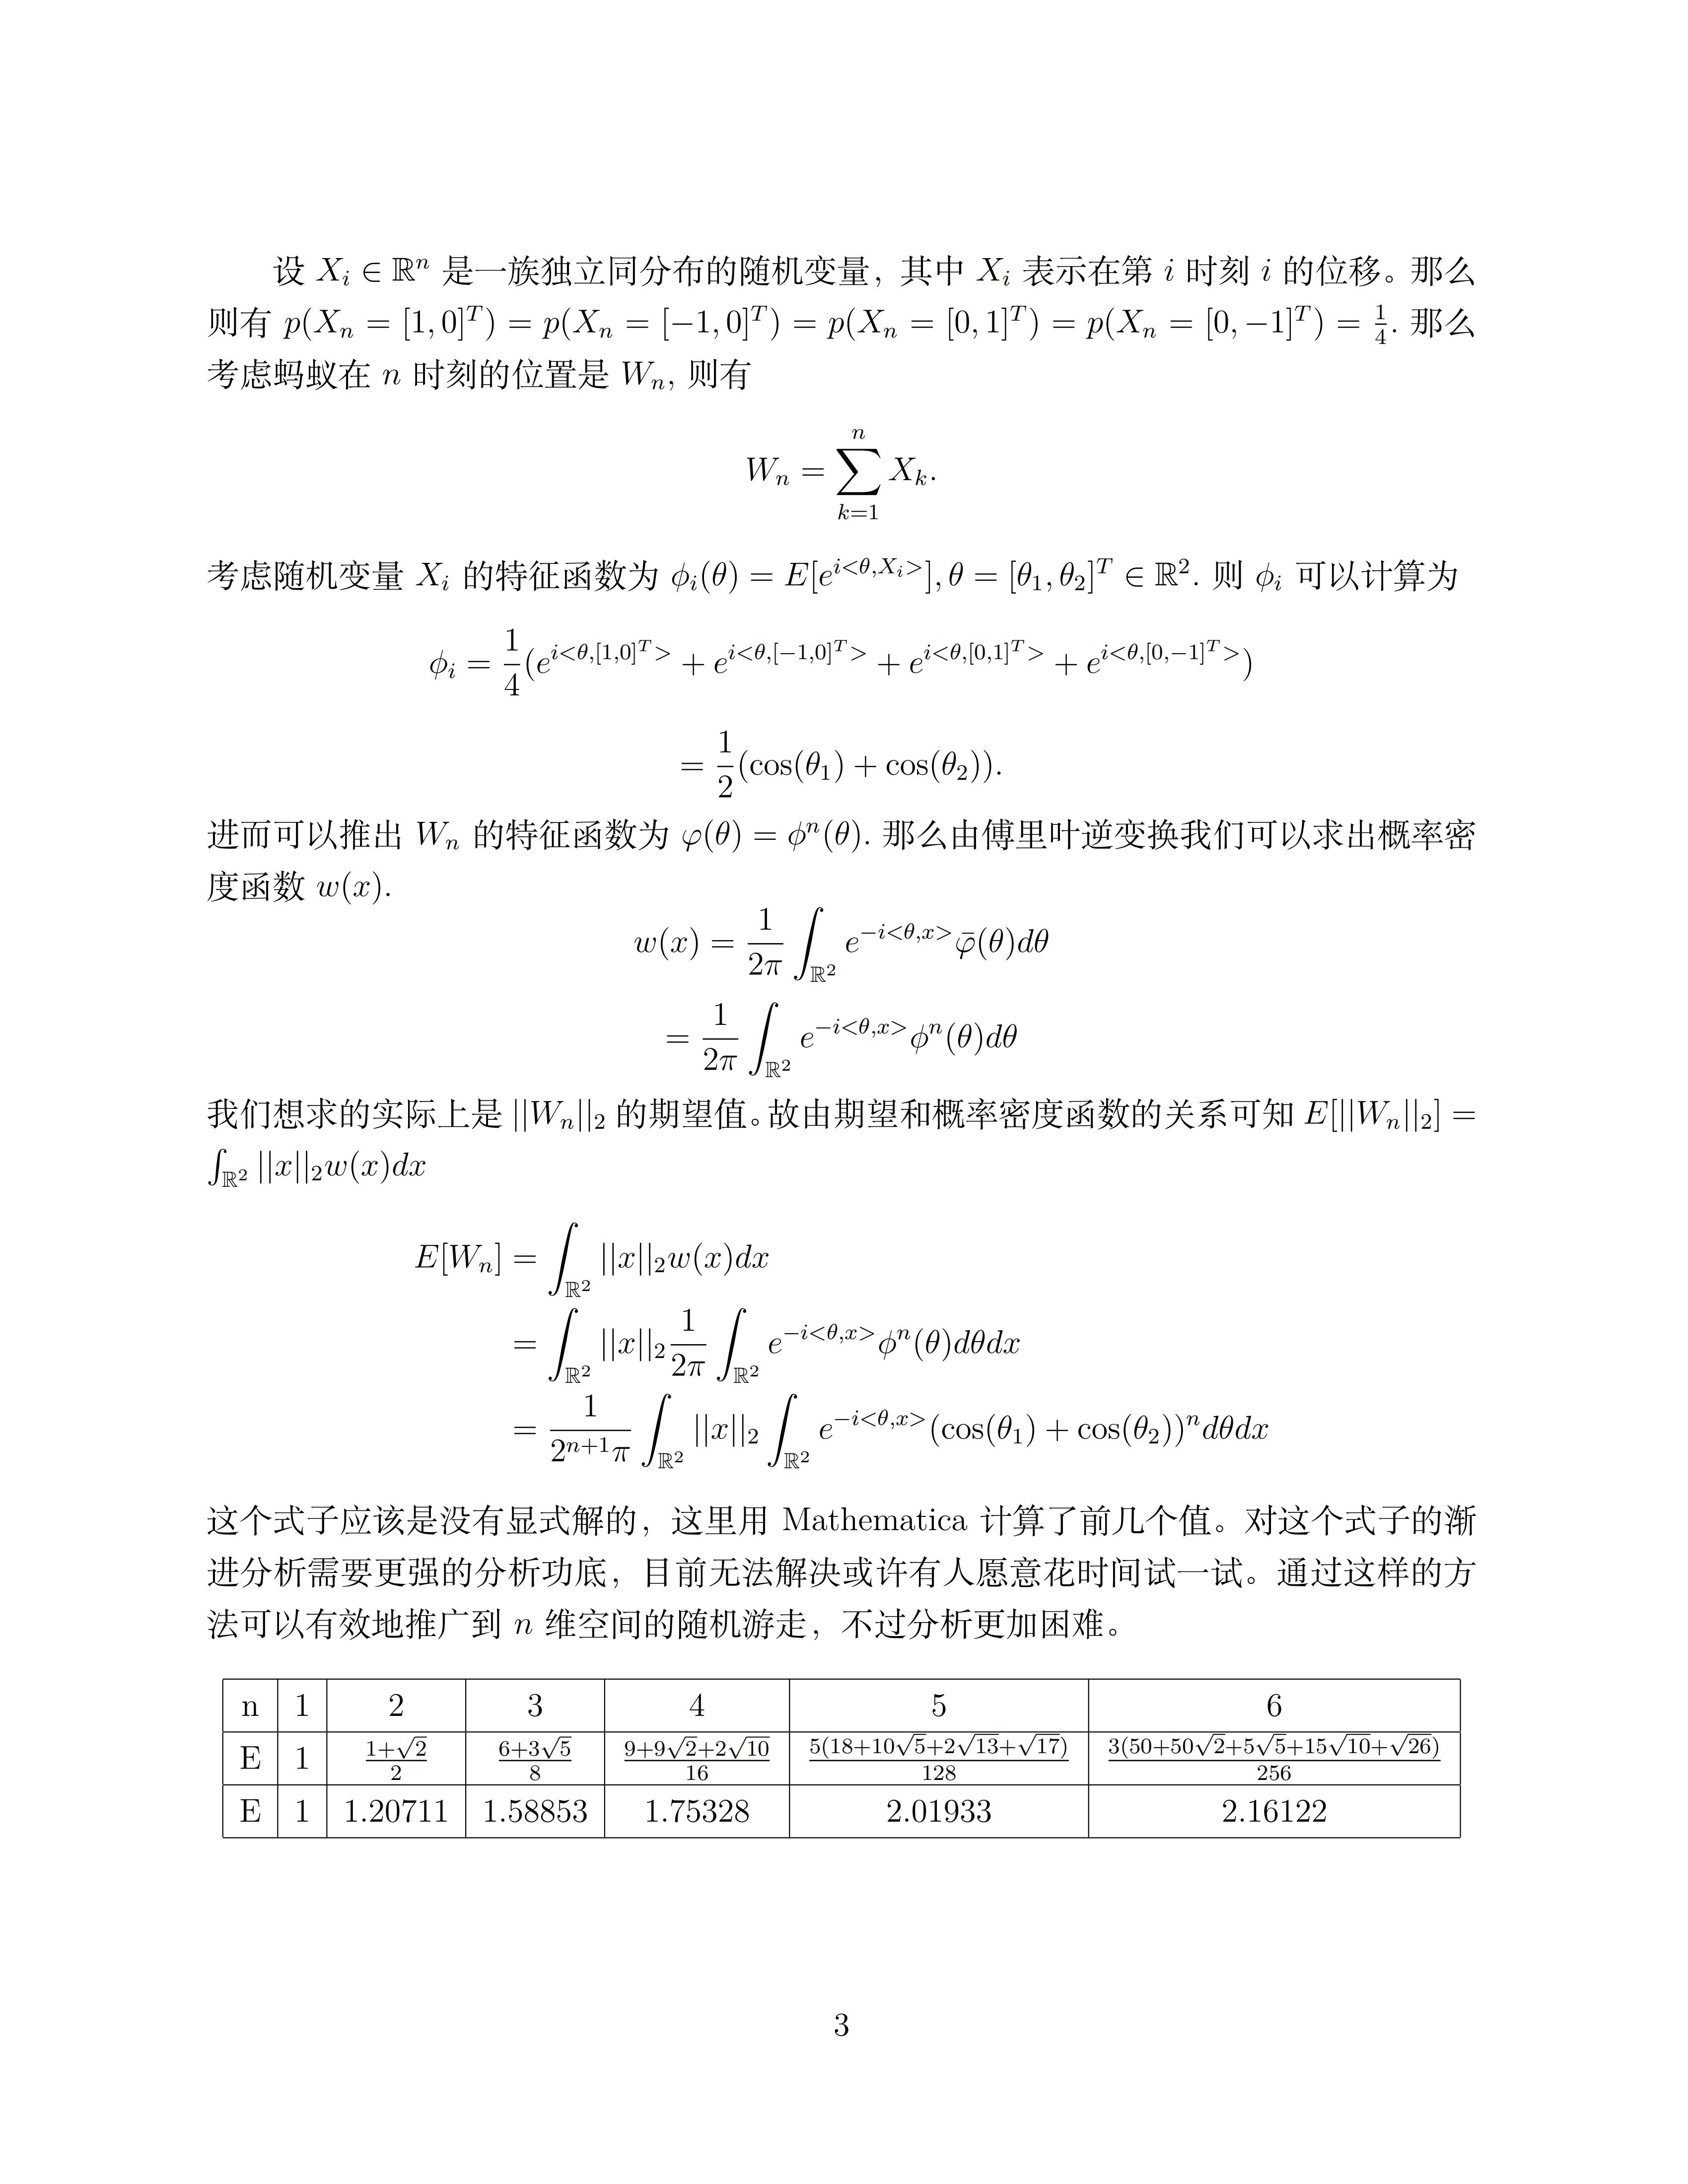 设 $X_i \in \mathbb{R}^n$ 是一族独立同分布的随机变量，其中 $X_i$ 表示在第 $i$ 时刻 $i$ 的位移。那么
则有 $p(X_n = [1,0]^T) = p(X_n = [-1,0]^T) = p(X_n = [0,1]^T) = p(X_n = [0,-1]^T) = \frac{1}{4}$. 那么
考虑蚂蚁在 $n$ 时刻的位置是 $W_n$, 则有
$W_n = \sum_{k=1}^{n} X_k.$
考虑随机变量 $X_i$ 的特征函数为 $\phi_i(\theta) = E[e^{i<\theta,X_i>}], \theta = [\theta_1, \theta_2]^T \in \mathbb{R}^2$. 则 $\phi_i$ 可以计算为
$\phi_i = \frac{1}{4}(e^{i<\theta,[1,0]^T>} + e^{i<\theta,[-1,0]^T>} + e^{i<\theta,[0,1]^T>} + e^{i<\theta,[0,-1]^T>})$
$= \frac{1}{2}(\cos(\theta_1) + \cos(\theta_2)).$
进而可以推出 $W_n$ 的特征函数为 $\varphi(\theta) = \phi^n(\theta)$. 那么由傅里叶逆变换我们可以求出概率密
度函数 $w(x)$.
$w(x) = \frac{1}{2\pi} \int_{\mathbb{R}^2} e^{-i<\theta,x>} \bar{\varphi}(\theta) d\theta$
$= \frac{1}{2\pi} \int_{\mathbb{R}^2} e^{-i<\theta,x>} \phi^n(\theta) d\theta$
我们想求的实际上是 $||W_n||_2$ 的期望值。故由期望和概率密度函数的关系可知 $E[||W_n||_2] =$
$\int_{\mathbb{R}^2} ||x||_2 w(x) dx$
$E[W_n] = \int_{\mathbb{R}^2} ||x||_2 w(x) dx$
$= \int_{\mathbb{R}^2} ||x||_2 \frac{1}{2\pi} \int_{\mathbb{R}^2} e^{-i<\theta,x>} \phi^n(\theta) d\theta dx$
$= \frac{1}{2^{n+1}\pi} \int_{\mathbb{R}^2} ||x||_2 \int_{\mathbb{R}^2} e^{-i<\theta,x>} (\cos(\theta_1) + \cos(\theta_2))^n d\theta dx$
这个式子应该是没有显式解的，这里用 Mathematica 计算了前几个值。对这个式子的渐
进分析需要更强的分析功底，目前无法解决或许有人愿意花时间试一试。通过这样的方
法可以有效地推广到 $n$ 维空间的随机游走，不过分析更加困难。
n 1 2 3 4 5 6
E 1 $\frac{1+\sqrt{2}}{2}$ $\frac{6+3\sqrt{5}}{8}$ $\frac{9+9\sqrt{2}+2\sqrt{10}}{16}$ $\frac{5(18+10\sqrt{5}+2\sqrt{13}+\sqrt{17})}{128}$ $\frac{3(50+50\sqrt{2}+5\sqrt{5}+15\sqrt{10}+\sqrt{26})}{256}$
E 1 1.20711 1.58853 1.75328 2.01933 2.16122
3